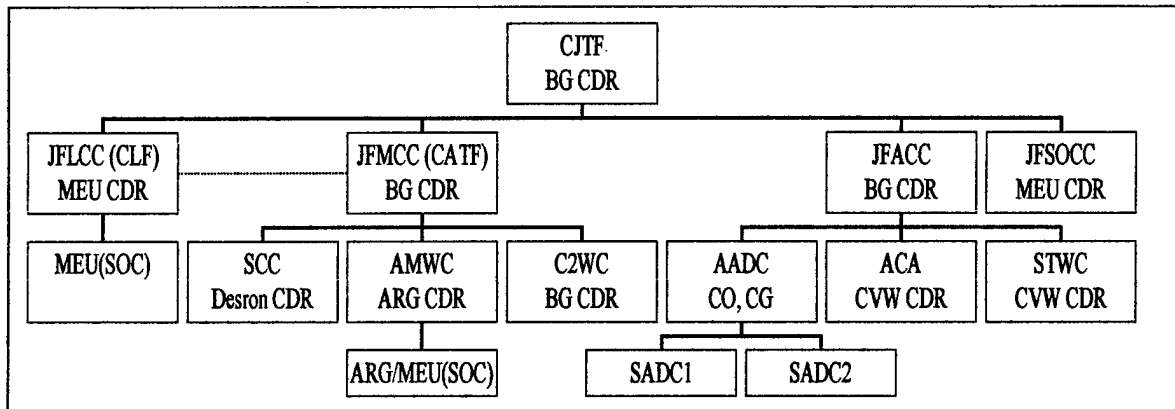 CJTF
BG CDR
JFLCC (CLF)
MEU CDR
JFMCC (CATF)
BG CDR
JFACC
BG CDR
JFSOCC
MEU CDR
MEU(SOC)
SCC
Desron CDR
AMWC
ARG CDR
C2WC
BG CDR
AADC
CO, CG
ACA
CVW CDR
STWC
CVW CDR
ARG/MEU(SOC)
SADC1
SADC2